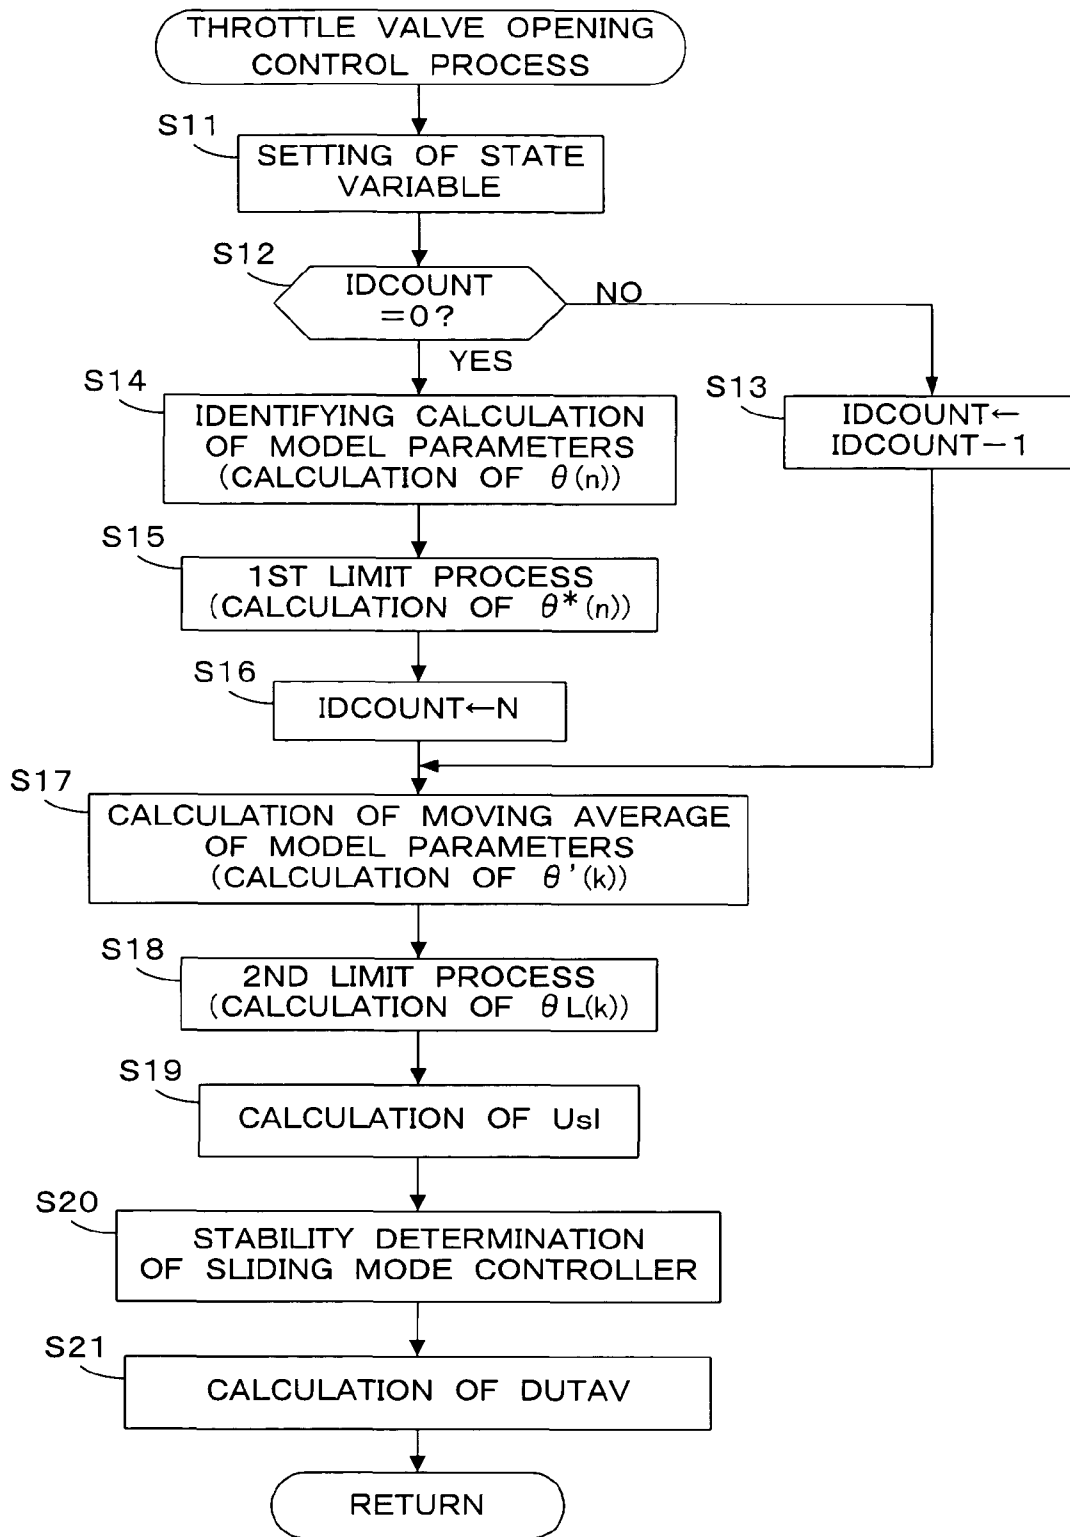 THROTTLE VALVE OPENING
CONTROL PROCESS
S11
SETTING OF STATE
VARIABLE
S12
IDCOUNT
=0?
NO
YES
S14
IDENTIFYING CALCULATION
OF MODEL PARAMETERS
(CALCULATION OF θ(n))
S13
IDCOUNT←
IDCOUNT−1
S15
1ST LIMIT PROCESS
(CALCULATION OF θ*(n))
S16
IDCOUNT←N
S17
CALCULATION OF MOVING AVERAGE
OF MODEL PARAMETERS
(CALCULATION OF θ'(k))
S18
2ND LIMIT PROCESS
(CALCULATION OF θL(k))
S19
CALCULATION OF Usl
S20
STABILITY DETERMINATION
OF SLIDING MODE CONTROLLER
S21
CALCULATION OF DUTAV
RETURN